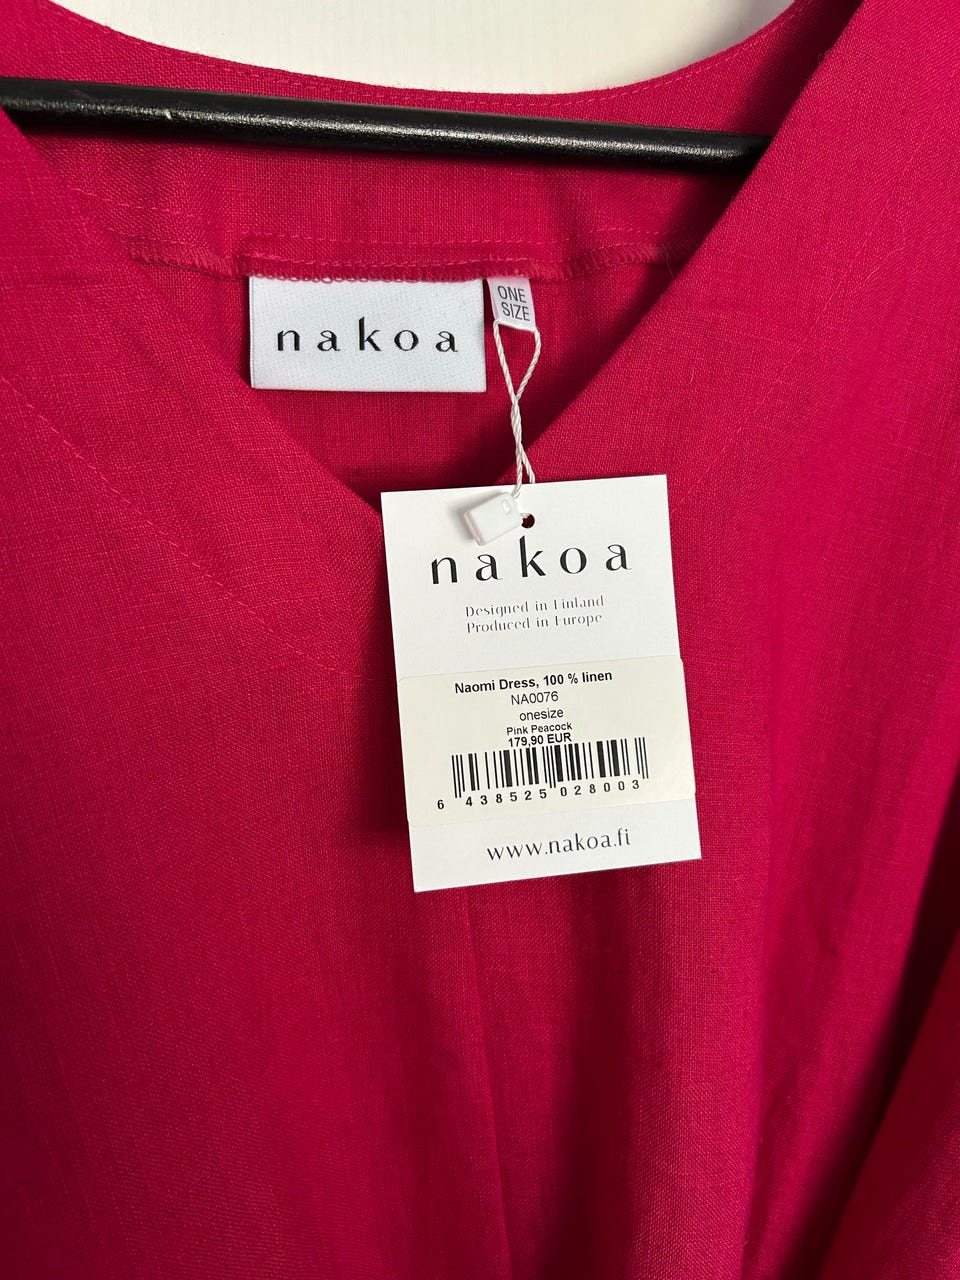 nakoa
ONE
SIZE
nakoa
Designed in Finland
Produced in Europe
Naomi Dress, 100 % linen
NA0076
onesize
Pink Peacock
179,90 EUR
6 438525 028003
www.nakoa.fi